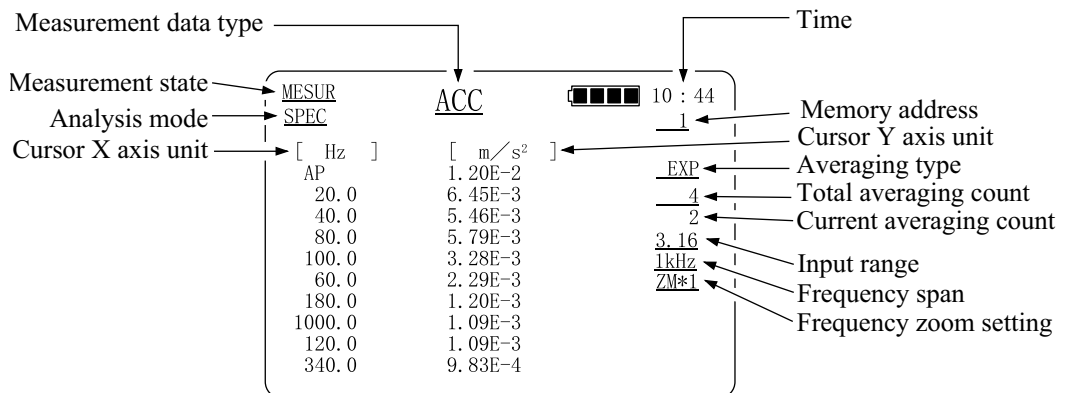 Measurement data type
Time
Measurement state
MESUR
ACC
10 : 44
Memory address
Analysis mode
SPEC
1
Cursor Y axis unit
Cursor X axis unit
[ Hz ]
[ m/s² ]
Averaging type
AP
1.20E-2
EXP
20.0
6.45E-3
4
Total averaging count
40.0
5.46E-3
2
Current averaging count
80.0
5.79E-3
3.16
Input range
100.0
3.28E-3
1kHz
Frequency span
60.0
2.29E-3
ZM*1
Frequency zoom setting
180.0
1.20E-3
1000.0
1.09E-3
120.0
1.09E-3
340.0
9.83E-4